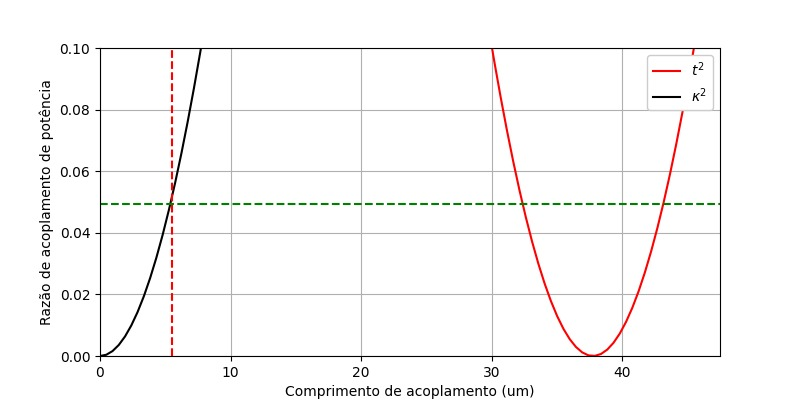 Razão de acoplamento de potência
0.10
0.08
0.06
0.04
0.02
0.00
0 10 20 30 40
Comprimento de acoplamento (um)
t²
κ²